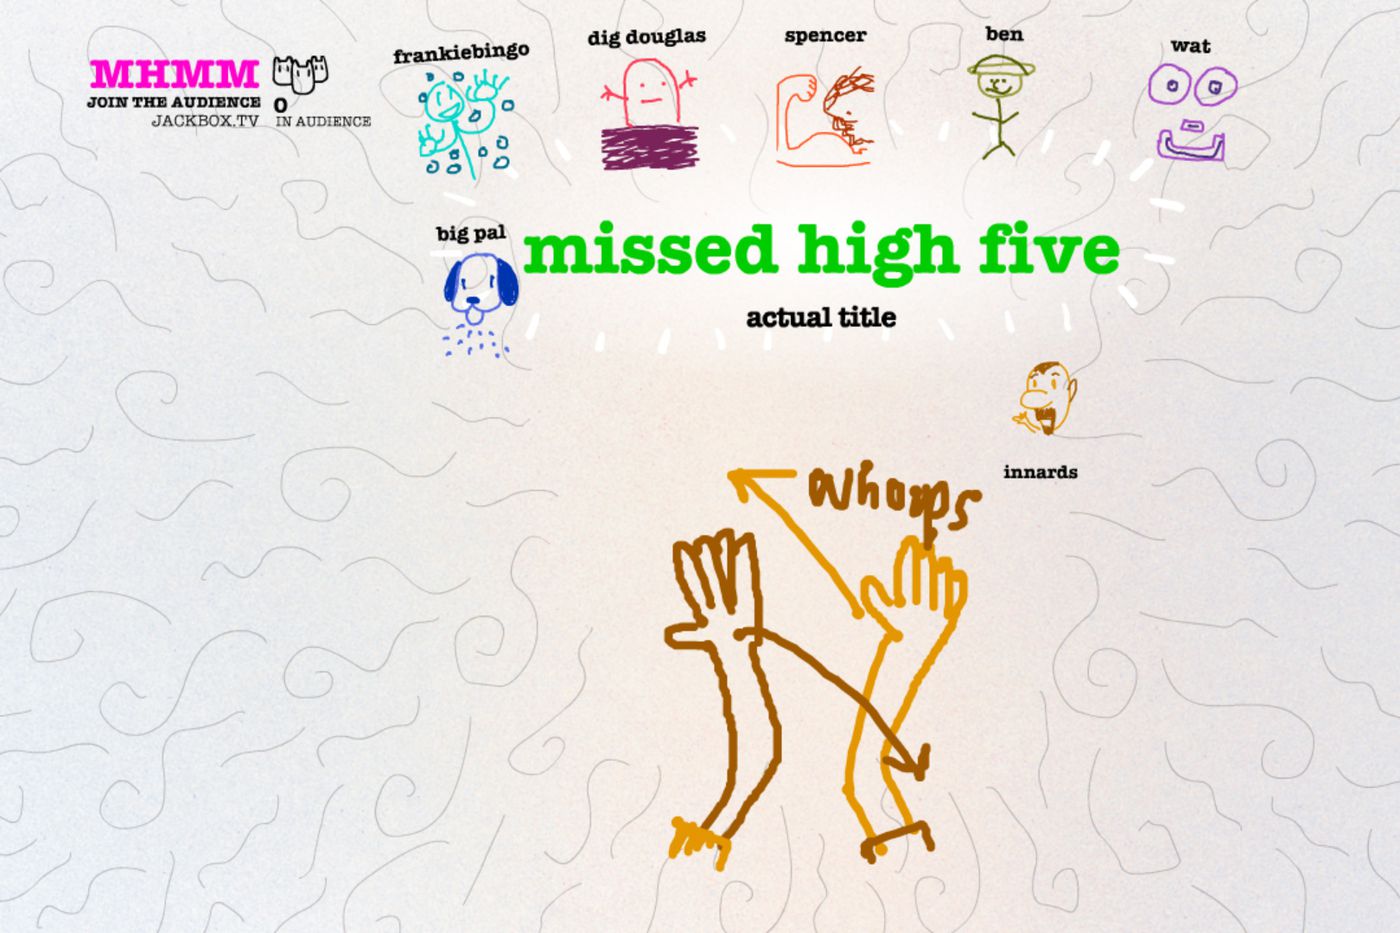 frankiebingo
dig douglas
spencer
ben
wat
MHMM
JOIN THE AUDIENCE
JACKBOX.TV
0
IN AUDIENCE
big pal
missed high five
actual title
innards
Whoops